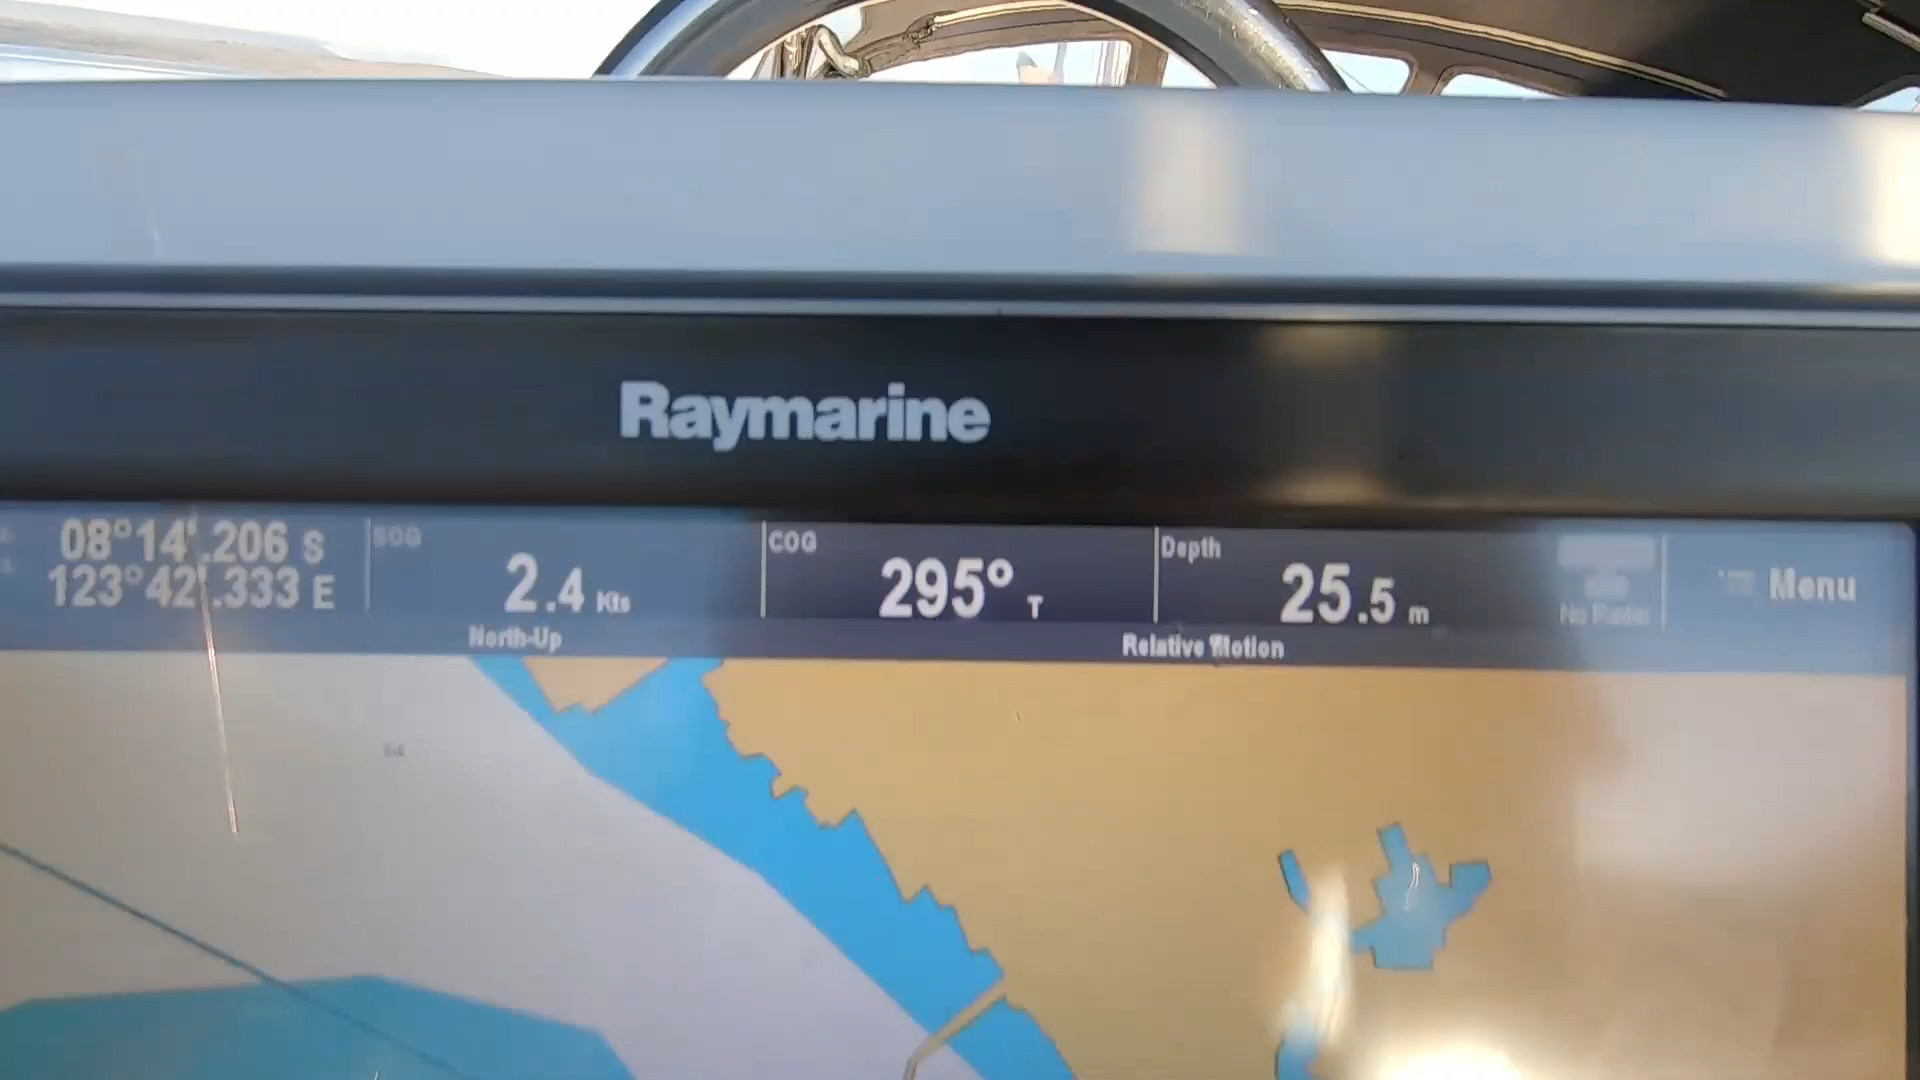 Raymarine
08°14'.206 S
123°42'.333 E
SOG
2.4 Kts
COG
295° T
Depth
25.5 m
No Radar
Menu
North-Up
Relative Motion